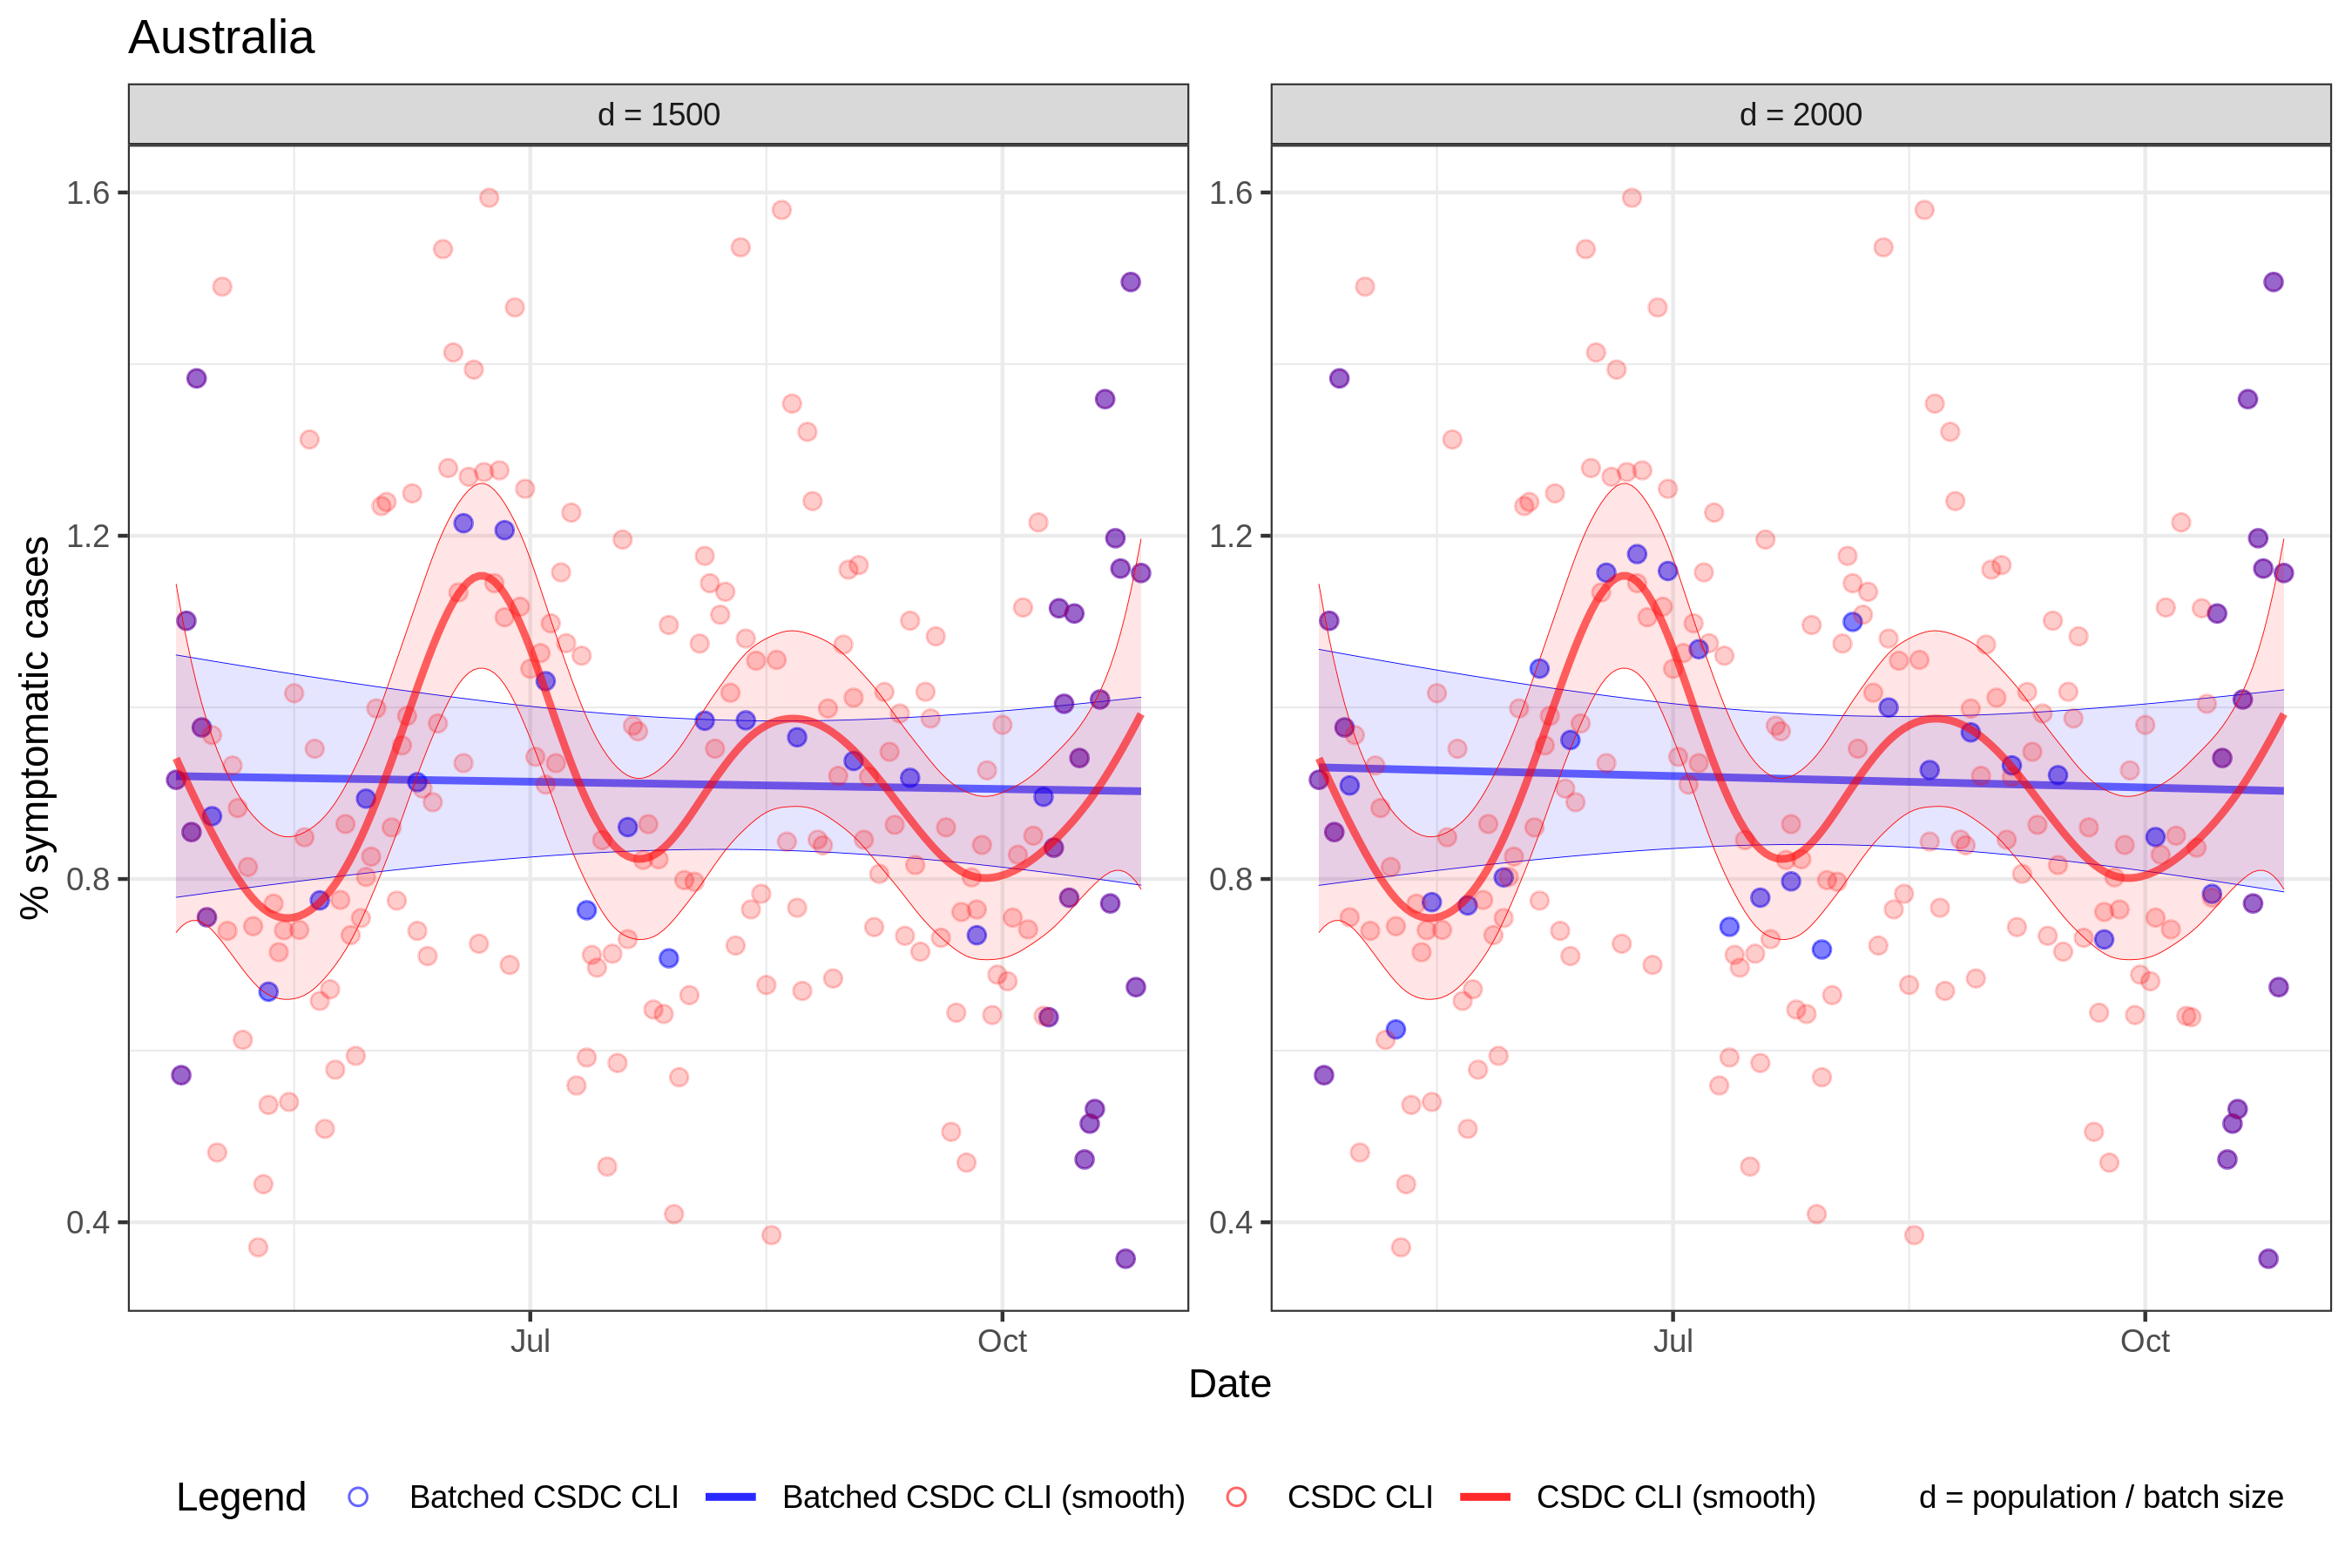 Australia
d = 1500
d = 2000
% symptomatic cases
1.6
1.2
0.8
0.4
1.6
1.2
0.8
0.4
Jul
Oct
Jul
Oct
Date
Legend
Batched CSDC CLI
Batched CSDC CLI (smooth)
CSDC CLI
CSDC CLI (smooth)
d = population / batch size